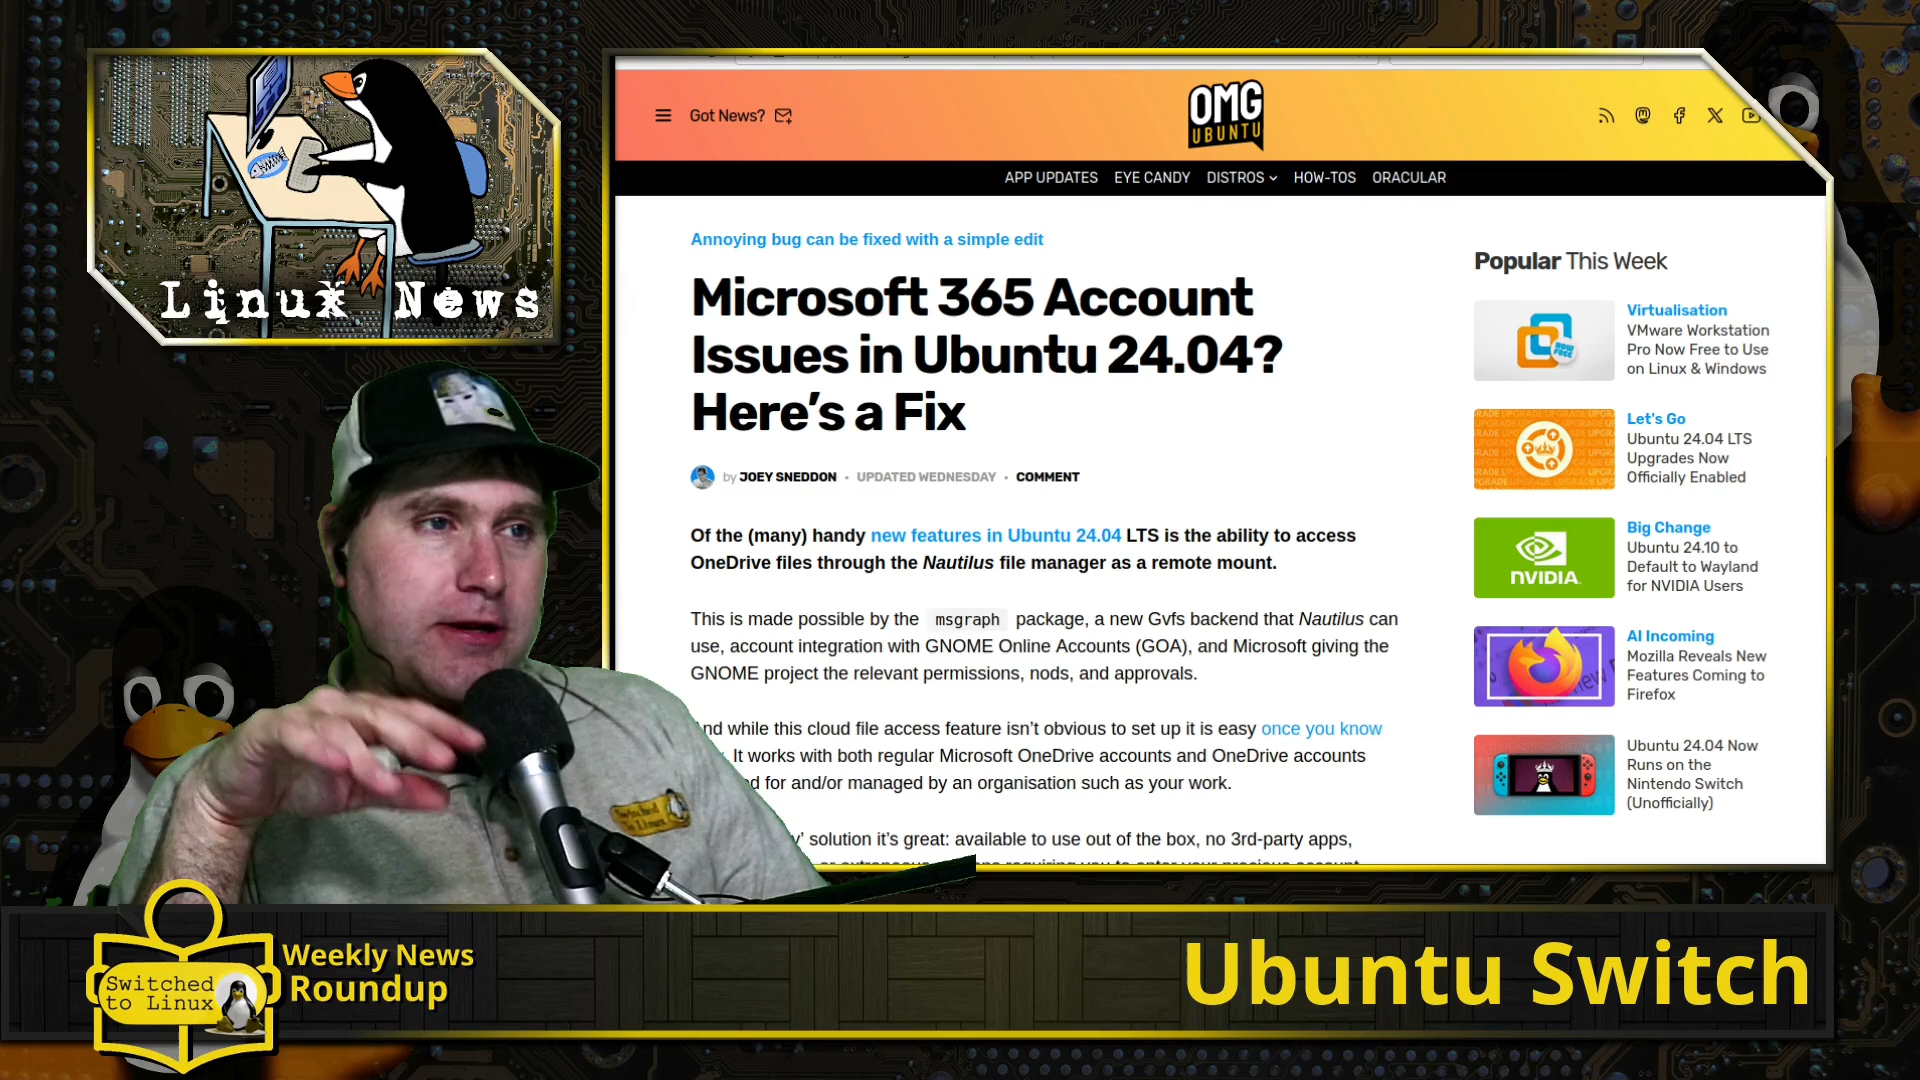 Linux News
Got News?
OMG
UBUNTU
APP UPDATES EYE CANDY DISTROS HOW-TOS ORACULAR
Annoying bug can be fixed with a simple edit
Microsoft 365 Account
Issues in Ubuntu 24.04?
Here’s a Fix
by JOEY SNEDDON • UPDATED WEDNESDAY • COMMENT
Of the (many) handy new features in Ubuntu 24.04 LTS is the ability to access
OneDrive files through the Nautilus file manager as a remote mount.
This is made possible by the msgraph package, a new Gvfs backend that Nautilus can
use, account integration with GNOME Online Accounts (GOA), and Microsoft giving the
GNOME project the relevant permissions, nods, and approvals.
And while this cloud file access feature isn’t obvious to set up it is easy once you know
It works with both regular Microsoft OneDrive accounts and OneDrive accounts
for and/or managed by an organisation such as your work.
solution it’s great: available to use out of the box, no 3rd-party apps,
Popular This Week
NOW FREE
Virtualisation
VMware Workstation
Pro Now Free to Use
on Linux & Windows
UPGRADE UPGRADE UPGRADE
Let's Go
Ubuntu 24.04 LTS
Upgrades Now
Officially Enabled
NVIDIA
Big Change
Ubuntu 24.10 to
Default to Wayland
for NVIDIA Users
AI Incoming
Mozilla Reveals New
Features Coming to
Firefox
Ubuntu 24.04 Now
Runs on the
Nintendo Switch
(Unofficially)
Switched
To Linux
Switched
to Linux
Weekly News
Roundup
Ubuntu Switch